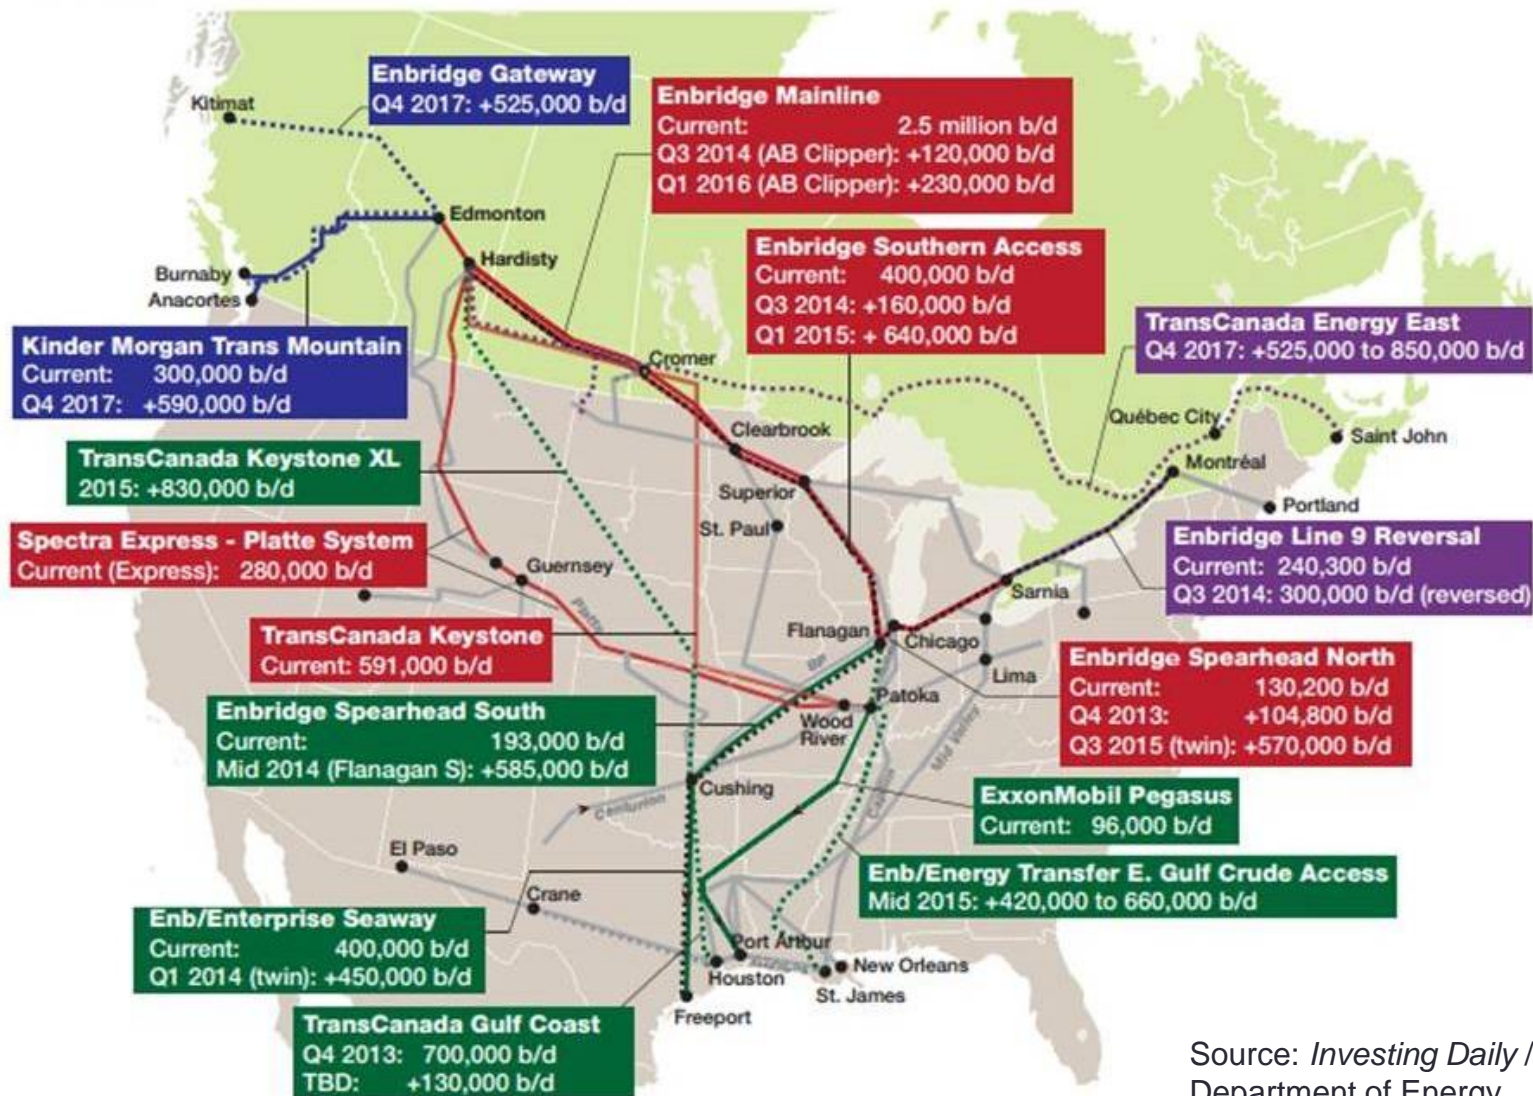 Enbridge Gateway
Q4 2017: +525,000 b/d
Kitimat
Enbridge Mainline
Current: 2.5 million b/d
Q3 2014 (AB Clipper): +120,000 b/d
Q1 2016 (AB Clipper): +230,000 b/d
Edmonton
Hardisty
Burnaby
Anacortes
Enbridge Southern Access
Current: 400,000 b/d
Q3 2014: +160,000 b/d
Q1 2015: + 640,000 b/d
TransCanada Energy East
Q4 2017: +525,000 to 850,000 b/d
Kinder Morgan Trans Mountain
Current: 300,000 b/d
Q4 2017: +590,000 b/d
Cromer
Clearbrook
Superior
St. Paul
Québec City
Saint John
Montréal
Portland
TransCanada Keystone XL
2015: +830,000 b/d
Spectra Express - Platte System
Current (Express): 280,000 b/d
Guernsey
Platte
Enbridge Line 9 Reversal
Current: 240,300 b/d
Q3 2014: 300,000 b/d (reversed)
Sarnia
Flanagan
Chicago
Lima
TransCanada Keystone
Current: 591,000 b/d
BP
Enbridge Spearhead North
Current: 130,200 b/d
Q4 2013: +104,800 b/d
Q3 2015 (twin): +570,000 b/d
Patoka
Wood
River
Enbridge Spearhead South
Current: 193,000 b/d
Mid 2014 (Flanagan S): +585,000 b/d
Mid Valley
Capline
Cushing
Centurion
ExxonMobil Pegasus
Current: 96,000 b/d
El Paso
Crane
Enb/Energy Transfer E. Gulf Crude Access
Mid 2015: +420,000 to 660,000 b/d
Enb/Enterprise Seaway
Current: 400,000 b/d
Q1 2014 (twin): +450,000 b/d
Port Arthur
Houston
New Orleans
St. James
Freeport
TransCanada Gulf Coast
Q4 2013: 700,000 b/d
TBD: +130,000 b/d
Source: Investing Daily /
Department of Energy